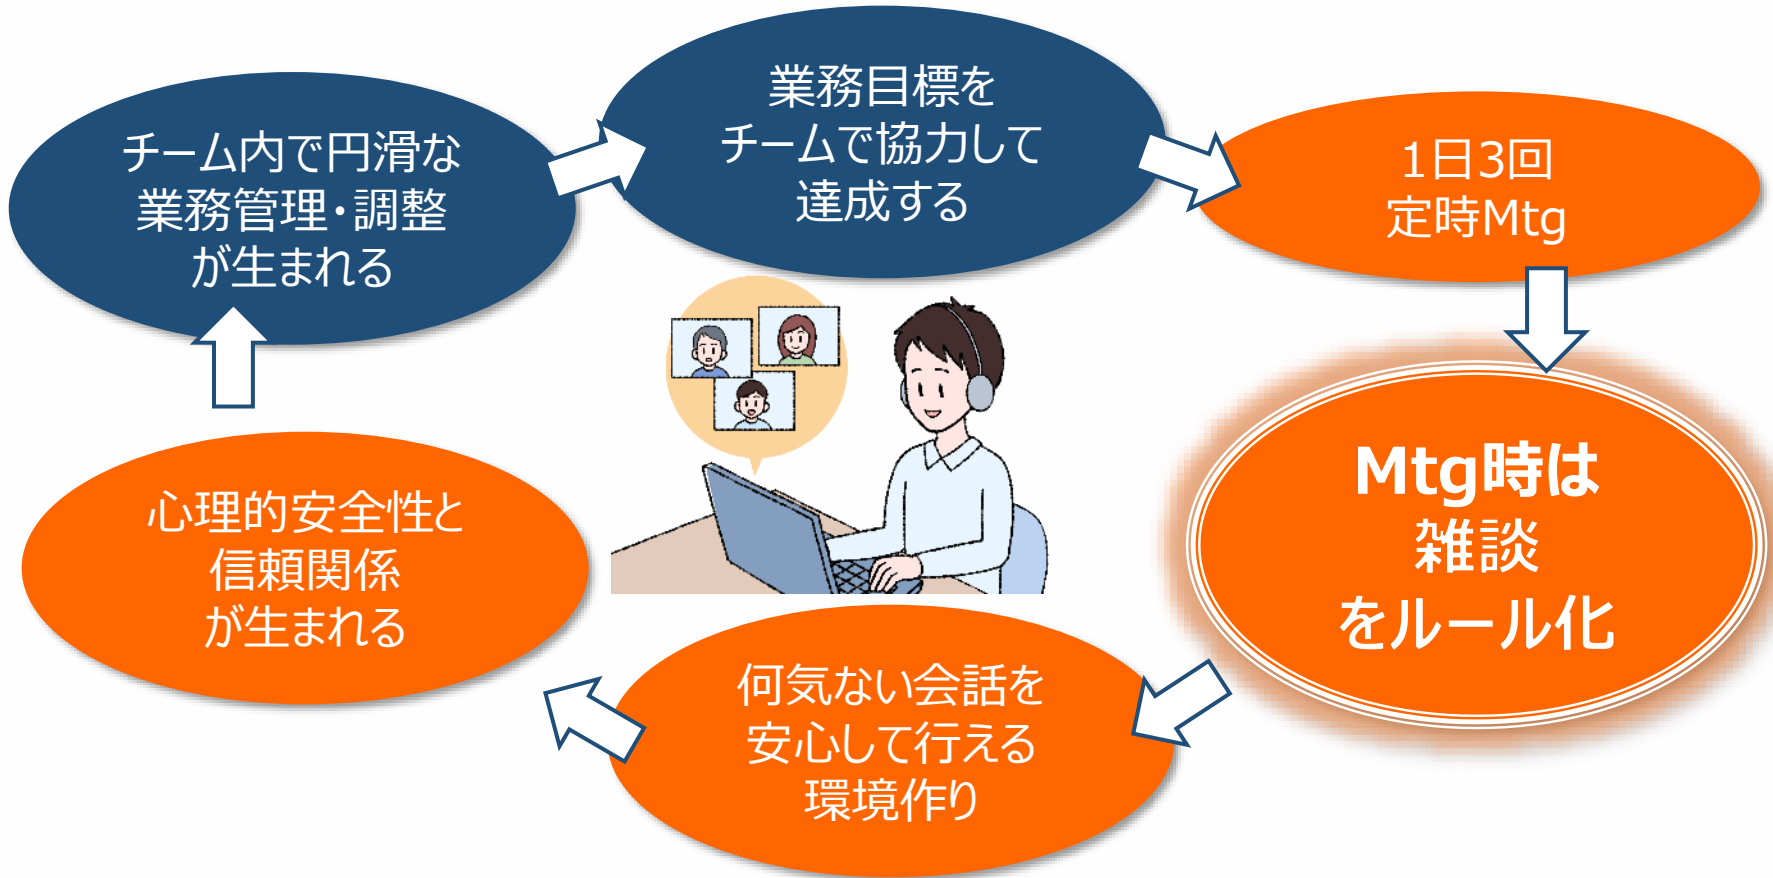 業務目標を
チームで協力して
達成する
1日3回
定時Mtg
Mtg時は
雑談
をルール化
何気ない会話を
安心して行える
環境作り
心理的安全性と
信頼関係
が生まれる
チーム内で円滑な
業務管理・調整
が生まれる